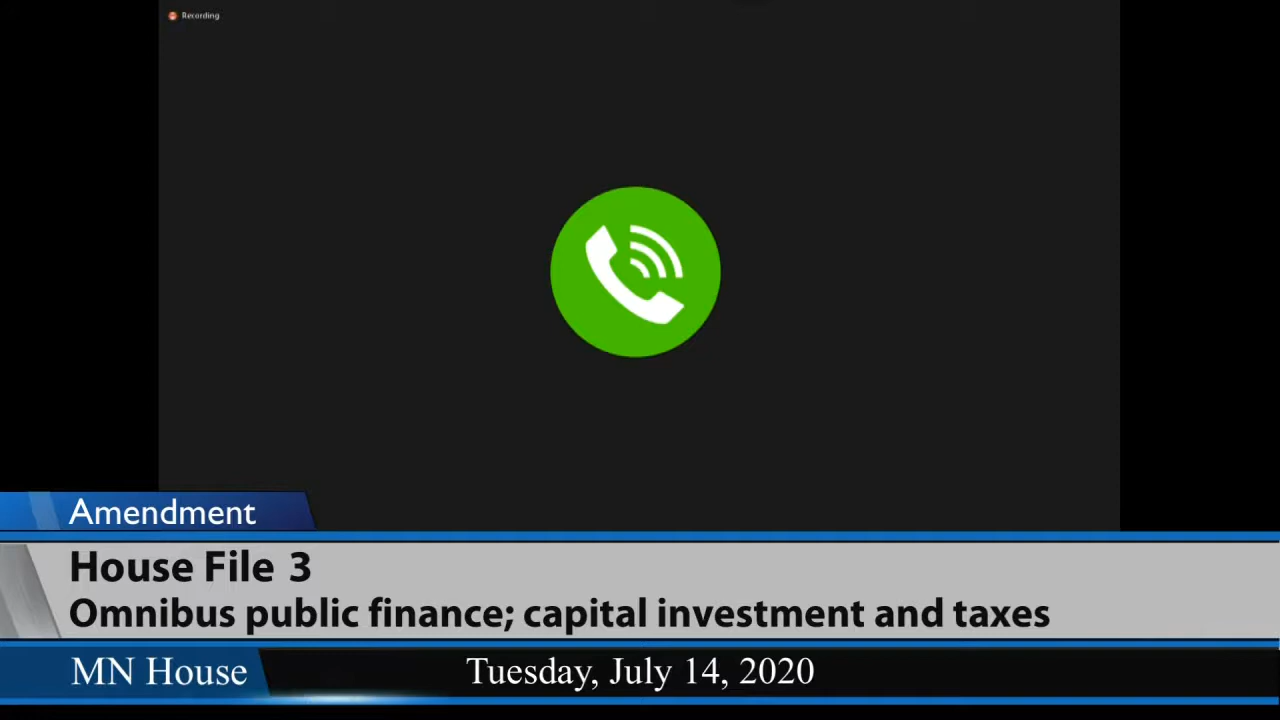 Recording
Amendment
House File 3
Omnibus public finance; capital investment and taxes
MN House
Tuesday, July 14, 2020